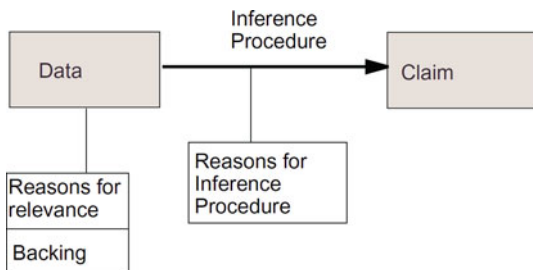 Inference
Procedure
Data
Claim
Reasons for
relevance
Backing
Reasons for
Inference
Procedure